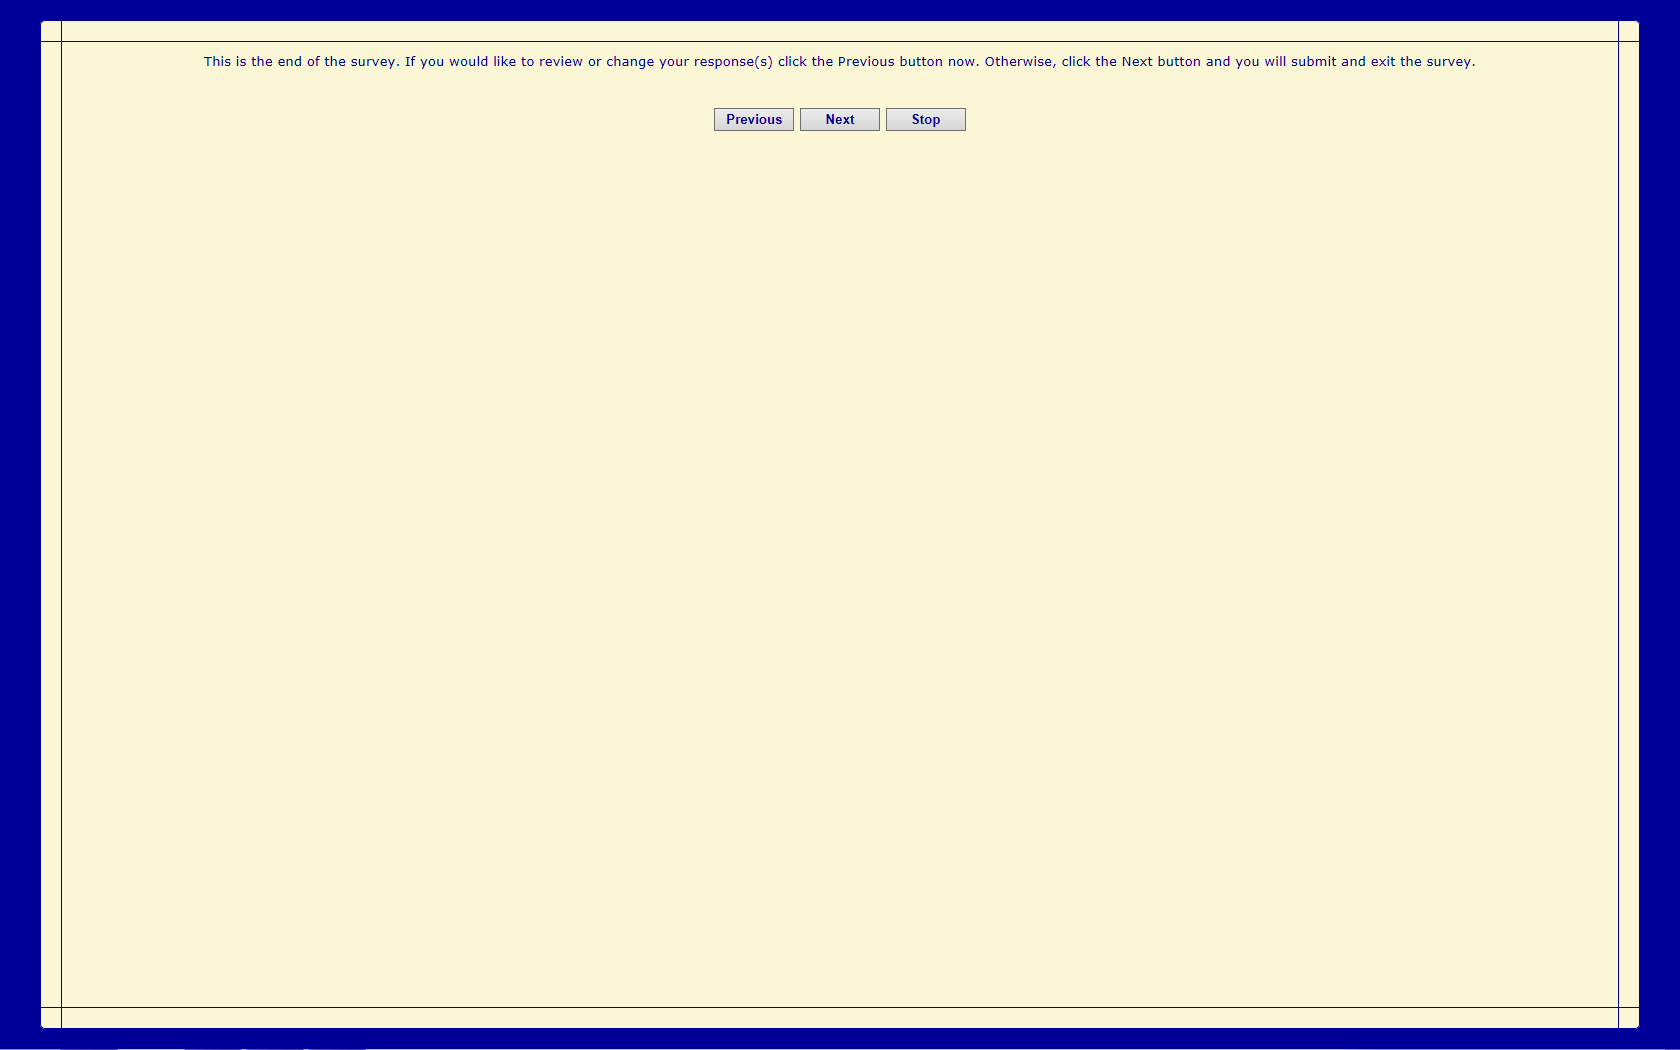 This is the end of the survey. If you would like to review or change your response(s) click the Previous button now. Otherwise, click the Next button and you will submit and exit the survey.
Previous Next Stop